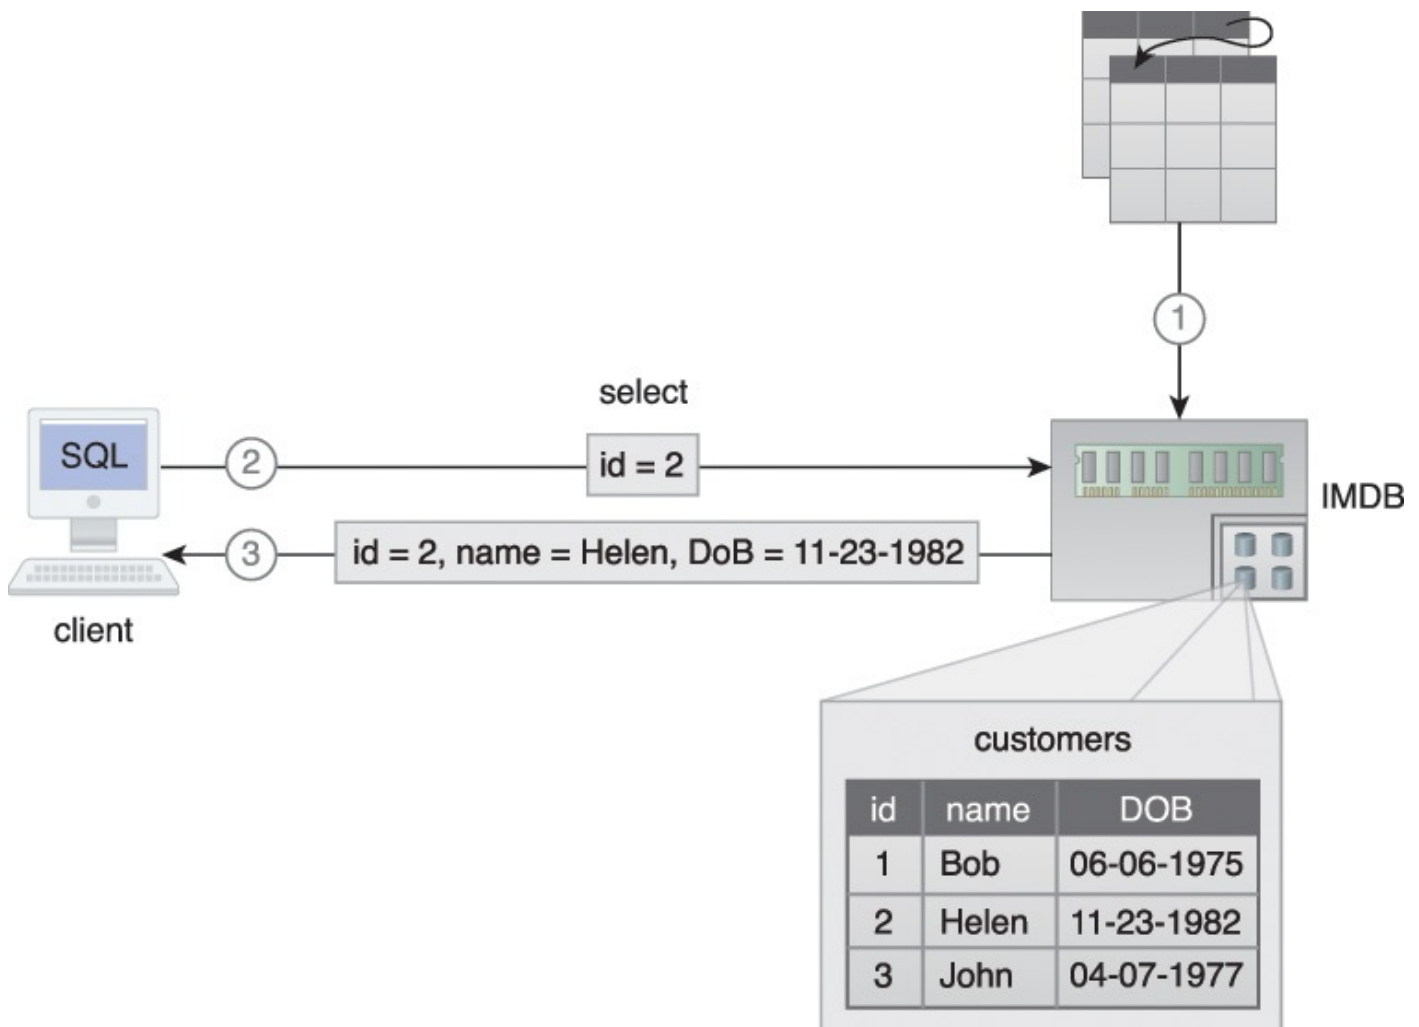 1
select
SQL
2
id = 2
IMDB
3
id = 2, name = Helen, DoB = 11-23-1982
client
customers
id name DOB
1 Bob 06-06-1975
2 Helen 11-23-1982
3 John 04-07-1977